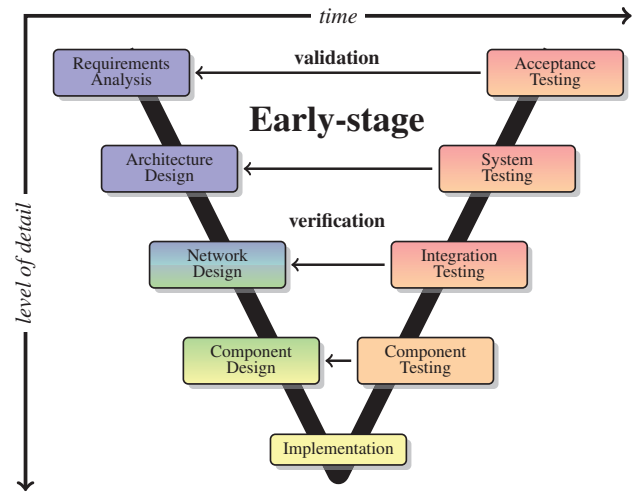 time
Requirements
Analysis
validation
Acceptance
Testing
Early-stage
Architecture
Design
System
Testing
level of detail
verification
Network
Design
Integration
Testing
Component
Design
Component
Testing
Implementation